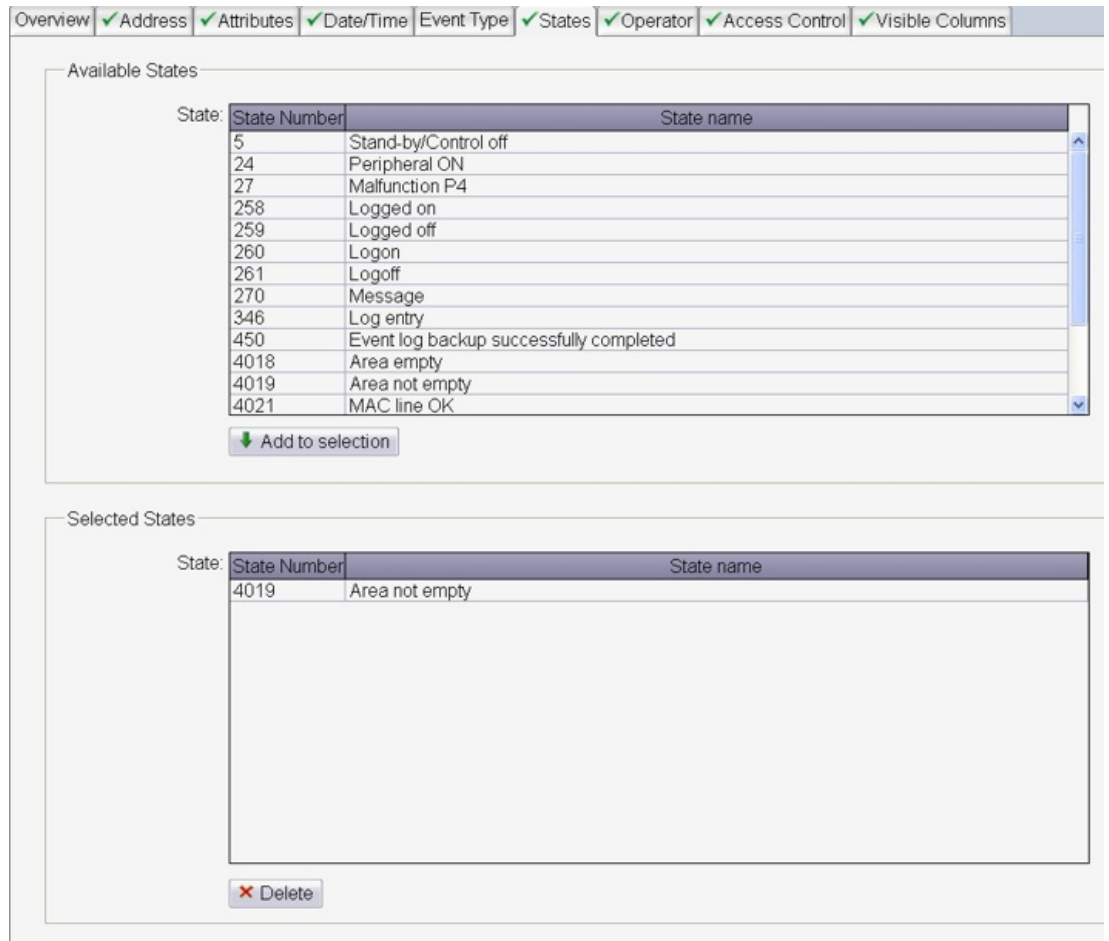 Overview Address Attributes Date/Time Event Type States Operator Access Control Visible Columns
Available States
State: State Number State name
5 Stand-by/Control off
24 Peripheral ON
27 Malfunction P4
258 Logged on
259 Logged off
260 Logon
261 Logoff
270 Message
346 Log entry
450 Event log backup successfully completed
4018 Area empty
4019 Area not empty
4021 MAC line OK
Add to selection
Selected States
State: State Number State name
4019 Area not empty
Delete